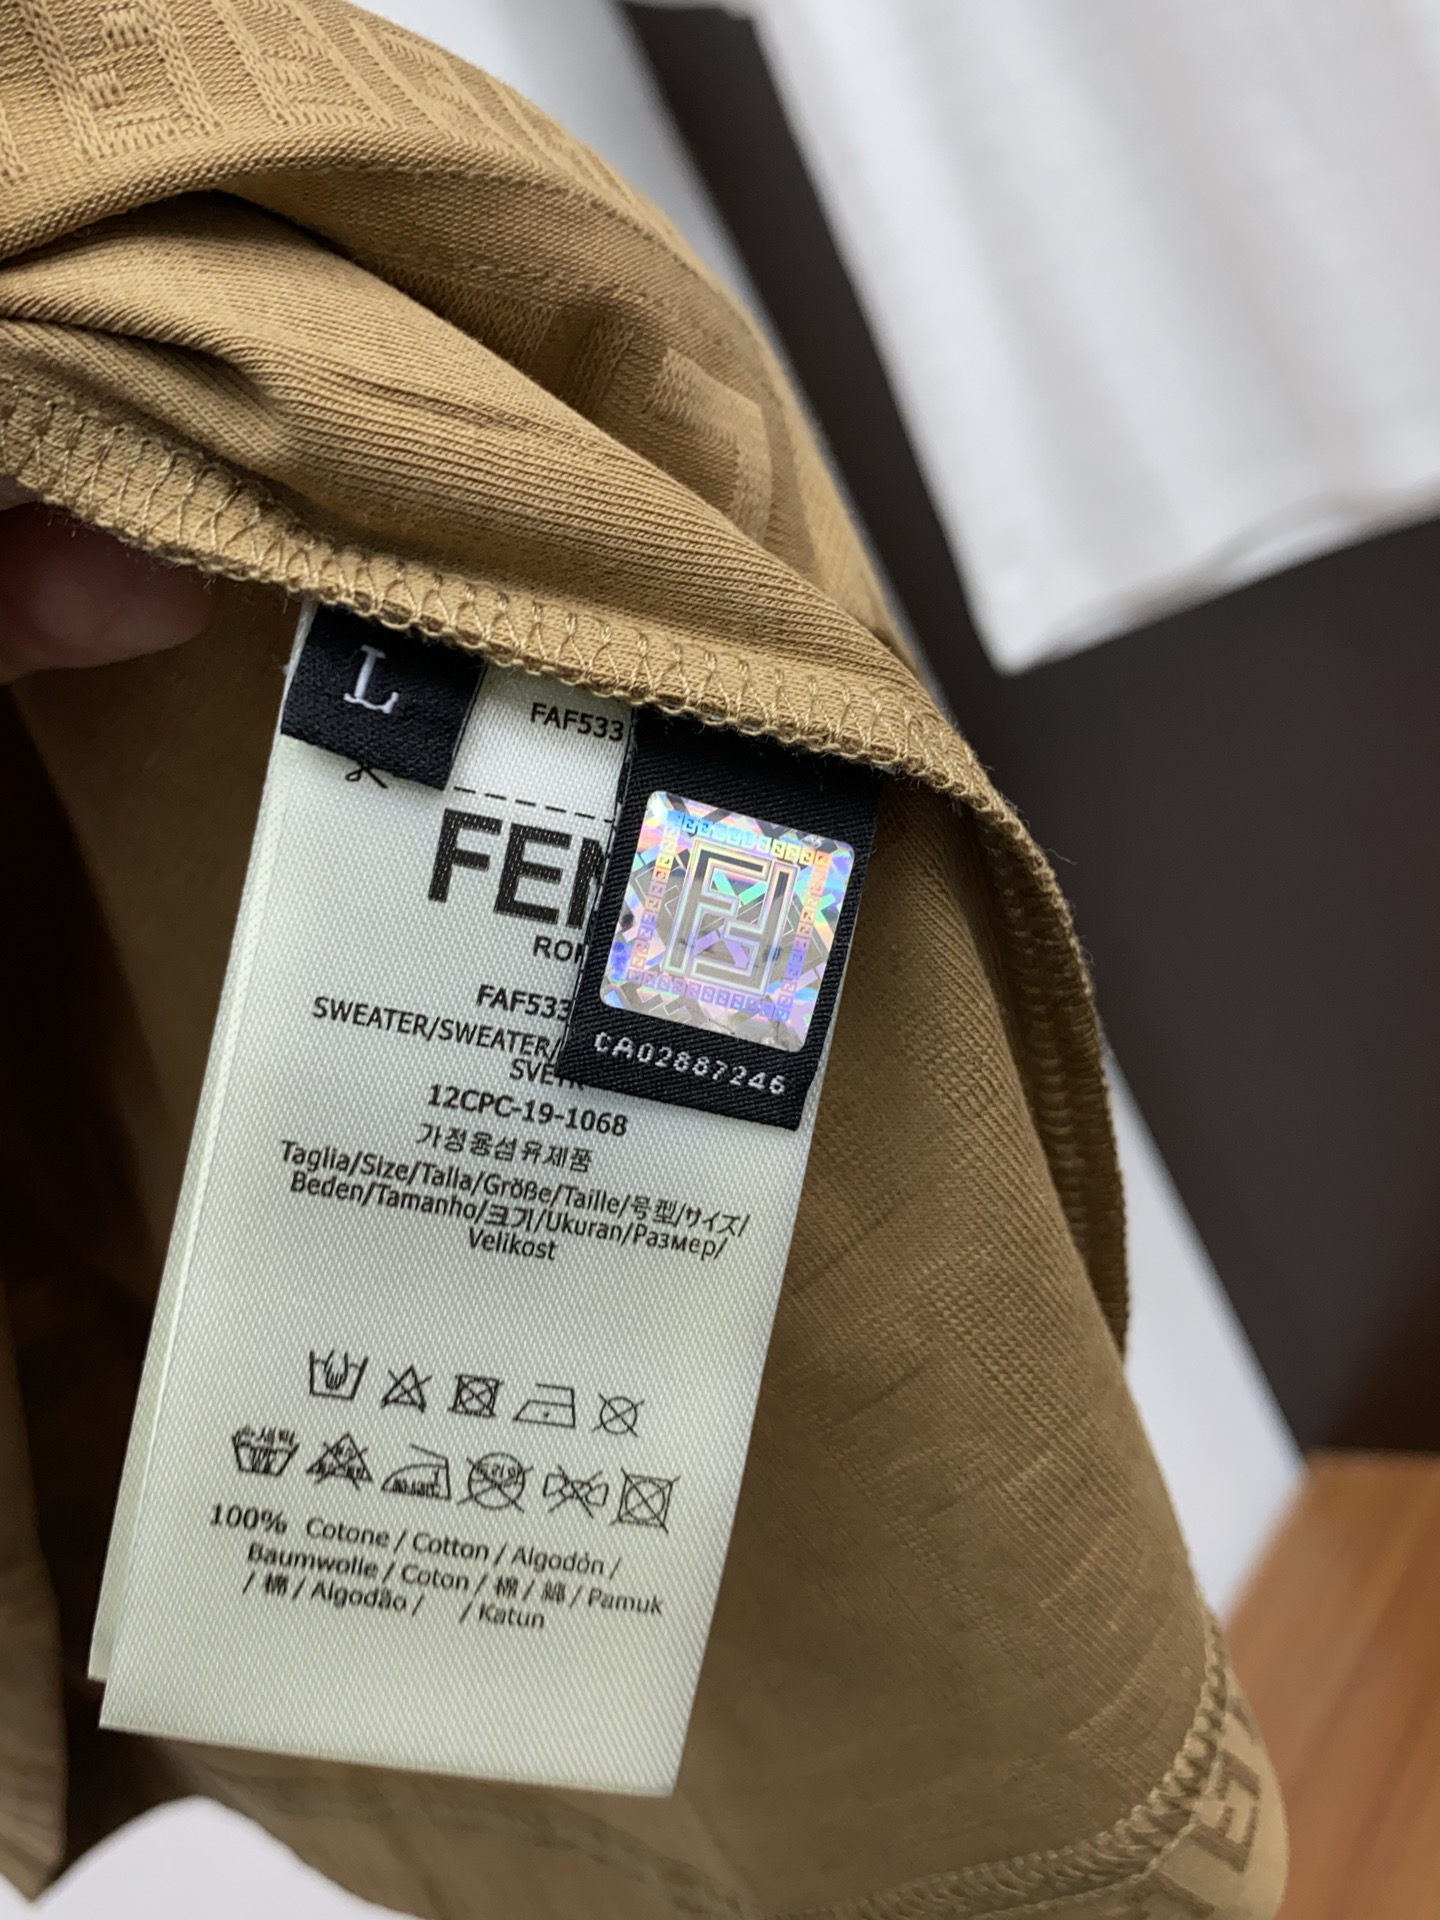 L
FAF533
FEN
ROM
CA02887246
FAF533
SWEATER/SWEATER/
SVETR
12CPC-19-1068
가정용섬유제품
Taglia/Size/Talla/Größe/Taille/号型/サイズ/
Beden/Tamanho/크기/Ukuran/Размер/
Velikost
100% Cotone / Cotton / Algodón /
Baumwolle / Coton / 棉 / 綿 / Pamuk
/ 棉 / Algodão / / Katun